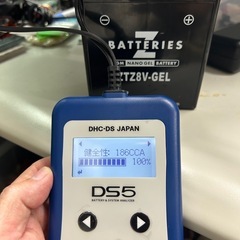 Z
BATTERIES
NANO GEL BATTERY
TZ8V-GEL
DHC-DS JAPAN
健全性: 186CCA
100%
DS5
BATTERY & SYSTEM ANALYZER